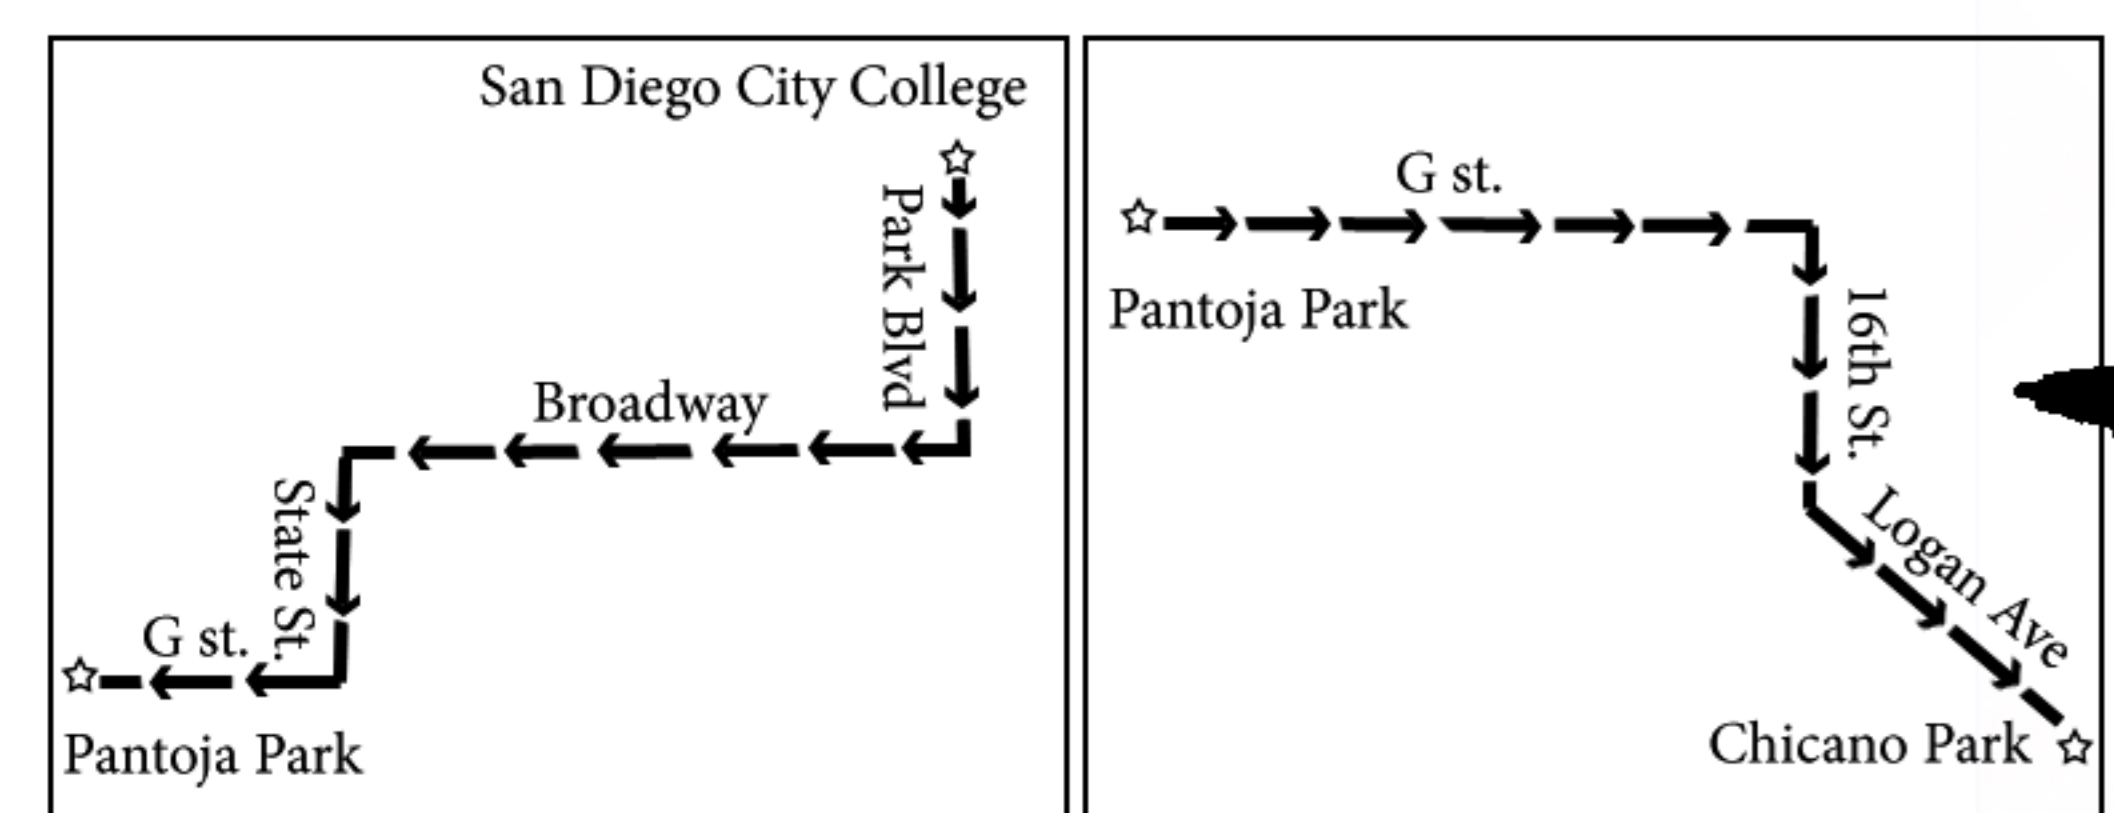 San Diego City College
Park Blvd
Broadway
State St.
G st.
Pantoja Park
G st.
Pantoja Park
16th St.
Logan Ave
Chicano Park